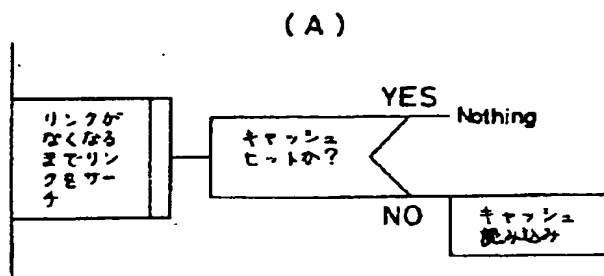 (A)
リンクが
なくなる
までリン
クをサー
チ
キャッシュ
ヒットか?
YES
Nothing
NO
キャッシュ
読み込み